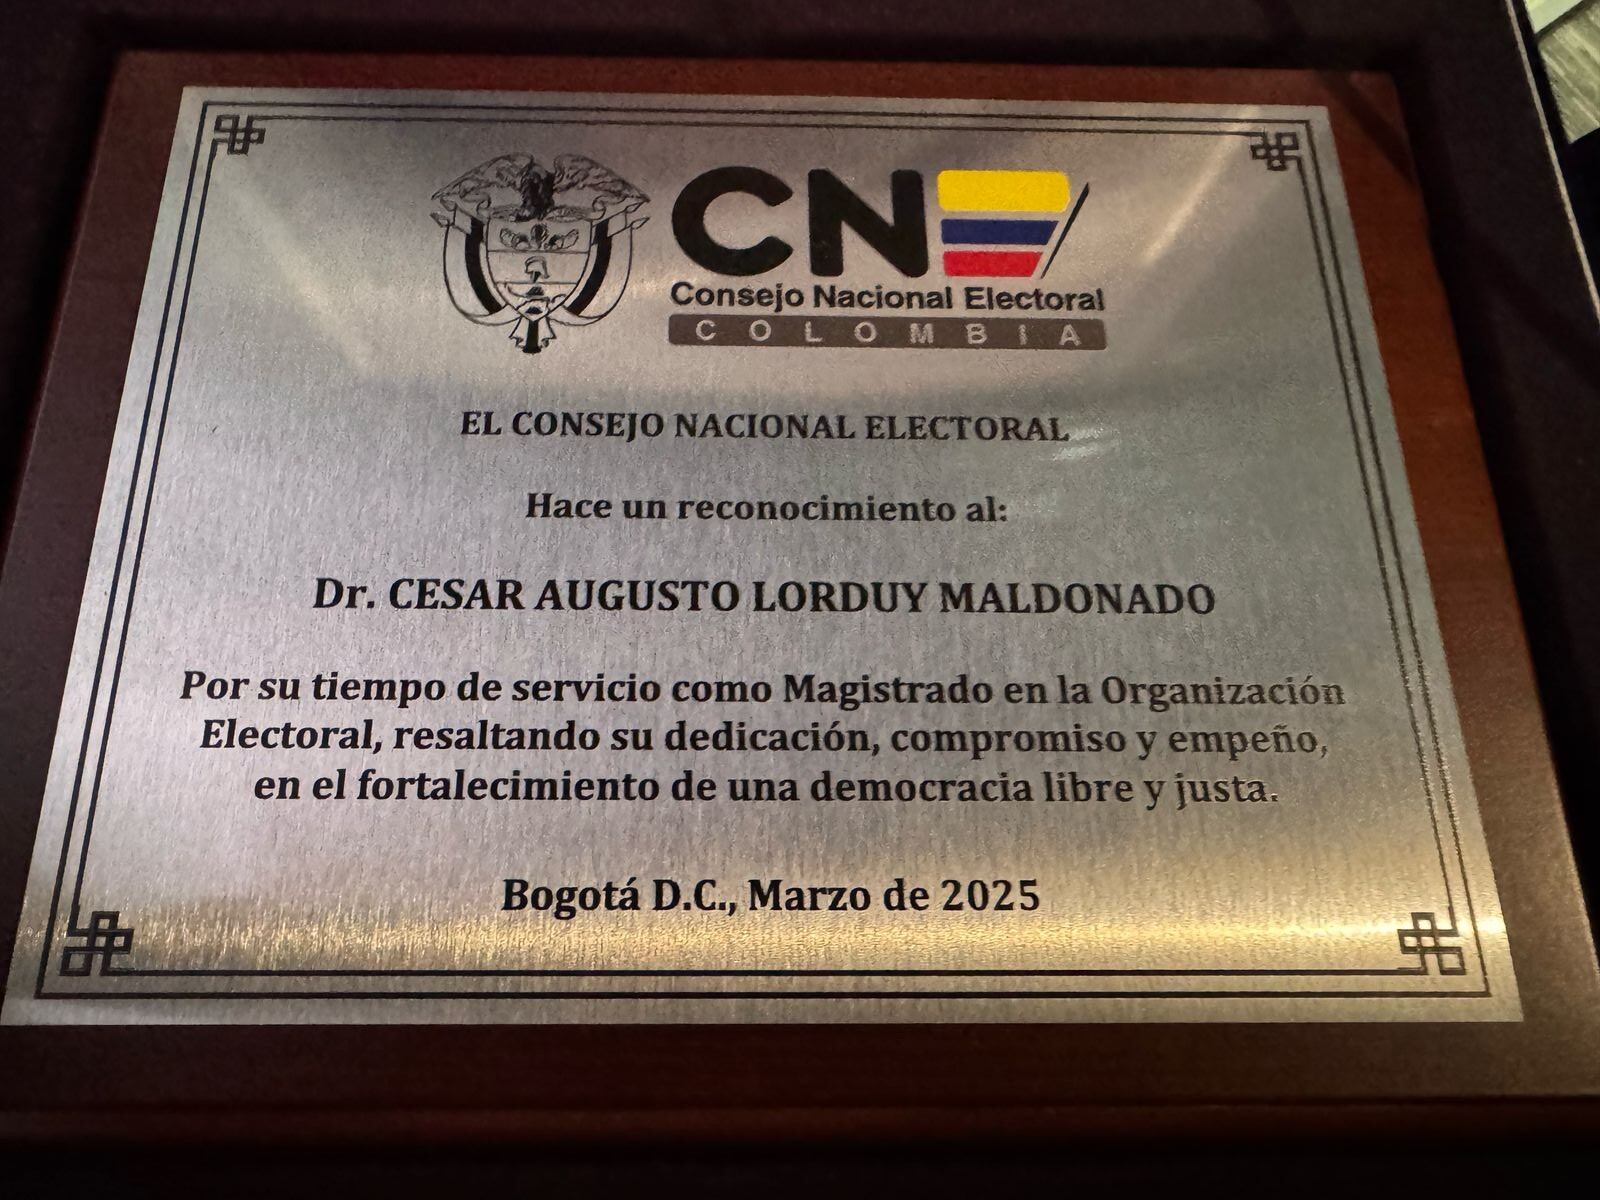 CNE
Consejo Nacional Electoral
COLOMBIA
EL CONSEJO NACIONAL ELECTORAL
Hace un reconocimiento al:
Dr. CESAR AUGUSTO LORDUY MALDONADO
Por su tiempo de servicio como Magistrado en la Organización
Electoral, resaltando su dedicación, compromiso y empeño,
en el fortalecimiento de una democracia libre y justa.
Bogotá D.C., Marzo de 2025